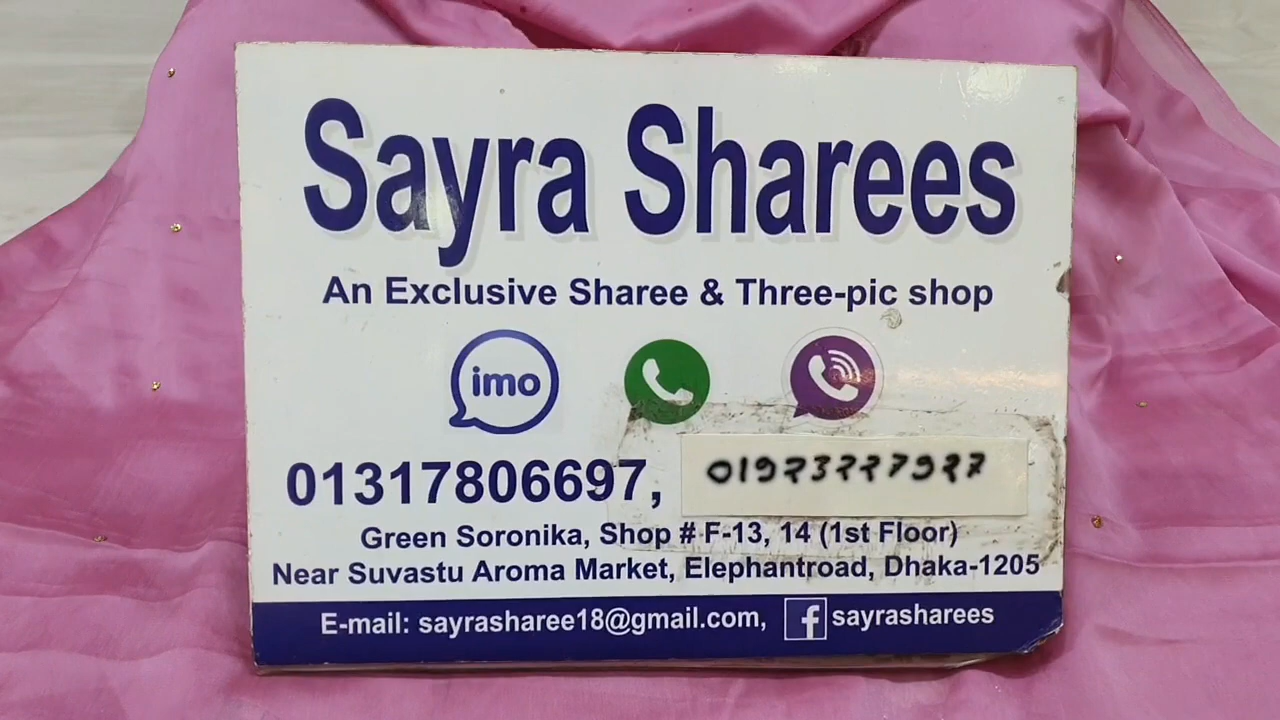 Sayra Sharees
An Exclusive Sharee & Three-pic shop
imo
01317806697,
Green Soronika, Shop # F-13, 14 (1st Floor)
Near Suvastu Aroma Market, Elephantroad, Dhaka-1205
E-mail: sayrasharee18@gmail.com, f sayrasharees